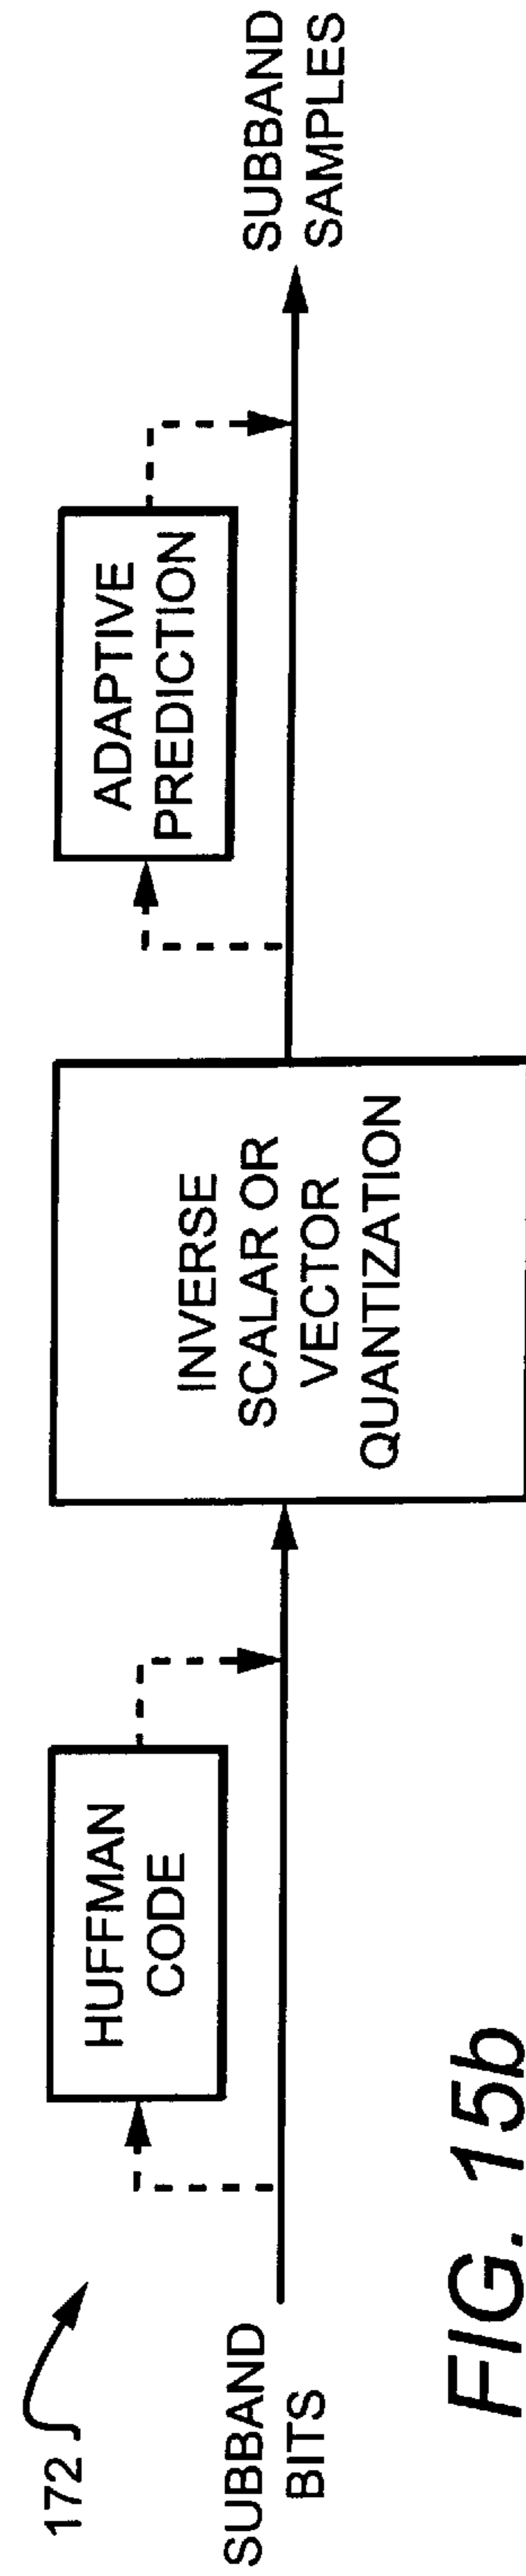 172
SUBBAND
BITS
HUFFMAN
CODE
INVERSE
SCALAR OR
VECTOR
QUANTIZATION
ADAPTIVE
PREDICTION
SUBBAND
SAMPLES
FIG. 15b